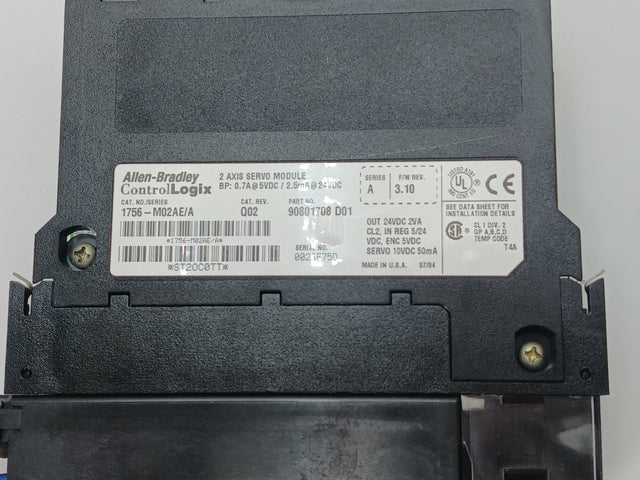 Allen-Bradley
ControlLogix
2 AXIS SERVO MODULE
BP: 0.7A@5VDC / 2.5mA@24VDC
SERIES
A
F/W REV.
3.10
LISTED
UL
CE
CAT. NO./SERIES
1756-M02AE/A
CAT. REV.
Q02
PART NO.
90801708 D01
*1756-M02AE/A*
*ST20C0TT*
SERIAL NO.
OUT 24VDC 2VA
CL2, IN REG 5/24
VDC, ENC 5VDC
SERVO 10VDC 50mA
MADE IN U.S.A. 07/04
SEE DATA SHEET FOR
INSTALLATION DETAILS
CL I DIV. 2
GP A,B,C,D
TEMP CODE
T4A